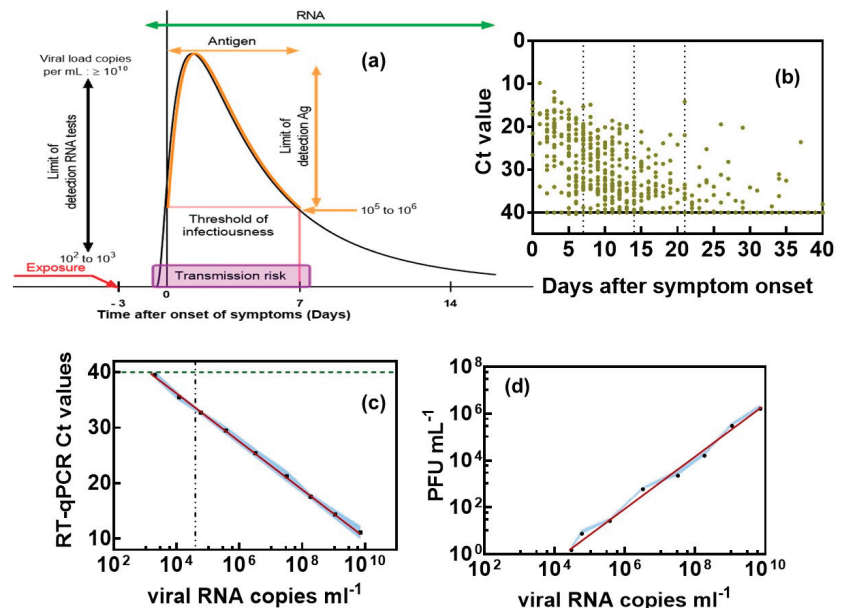 RNA
Antigen
(a)
Viral load copies
per mL : ≥ 10¹⁰
Limit of
detection RNA tests
Limit of
detection Ag
10⁵ to 10⁶
Threshold of
infectiousness
10² to 10³
Exposure
Transmission risk
- 3
0
7
14
Time after onset of symptoms (Days)
(b)
Ct value
0
10
20
30
40
0 5 10 15 20 25 30 35 40
Days after symptom onset
(c)
RT-qPCR Ct values
40
30
20
10
10² 10⁴ 10⁶ 10⁸ 10¹⁰
viral RNA copies ml⁻¹
(d)
PFU mL⁻¹
10⁸
10⁶
10⁴
10²
10⁰
10² 10⁴ 10⁶ 10⁸ 10¹⁰
viral RNA copies ml⁻¹